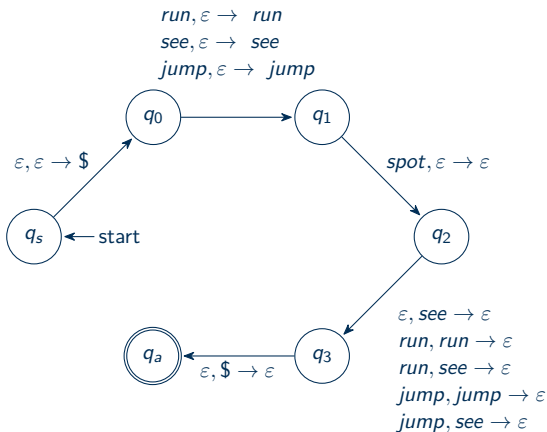 run, ε → run
see, ε → see
jump, ε → jump
q0
q1
ε, ε → $
spot, ε → ε
qs
start
q2
ε, see → ε
run, run → ε
run, see → ε
jump, jump → ε
jump, see → ε
qa
ε, $ → ε
q3